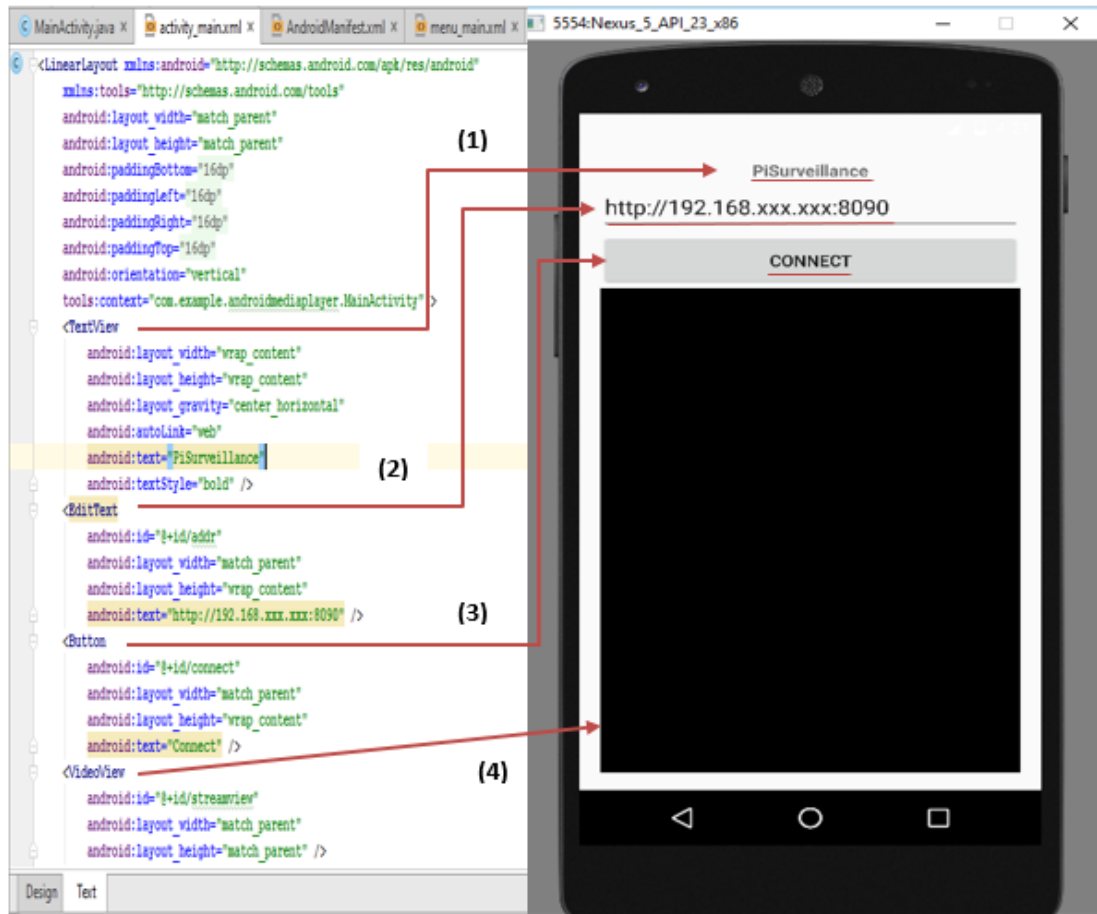 MainActivity.java × activity_main.xml × AndroidManifest.xml × menu_main.xml ×
<LinearLayout xmlns:android="http://schemas.android.com/apk/res/android"
xmlns:tools="http://schemas.android.com/tools"
android:layout_width="match_parent"
android:layout_height="match_parent"
android:paddingBottom="16dp"
android:paddingLeft="16dp"
android:paddingRight="16dp"
android:paddingTop="16dp"
android:orientation="vertical"
tools:context="com.example.androidmediaplayer.MainActivity" >
<TextView
android:layout_width="wrap_content"
android:layout_height="wrap_content"
android:layout_gravity="center_horizontal"
android:autoLink="web"
android:text="PiSurveillance"
android:textStyle="bold" />
<EditText
android:id="@+id/addr"
android:layout_width="match_parent"
android:layout_height="wrap_content"
android:text="http://192.168.xxx.xxx:8090" />
<Button
android:id="@+id/connect"
android:layout_width="match_parent"
android:layout_height="wrap_content"
android:text="Connect" />
<VideoView
android:id="@+id/streamview"
android:layout_width="match_parent"
android:layout_height="match_parent" />
Design Text
(1)
(2)
(3)
(4)
5554:Nexus_5_API_23_x86
PiSurveillance
http://192.168.xxx.xxx:8090
CONNECT